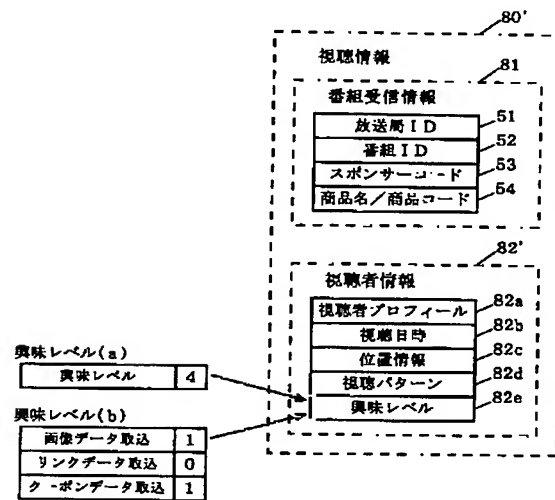 80'
視聴情報
81
番組受信情報
放送局ID
51
番組ID
52
スポンサーコード
53
商品名/商品コード
54
82'
視聴者情報
視聴者プロフィール
82a
視聴日時
82b
位置情報
82c
視聴パターン
82d
興味レベル
82e
興味レベル(a)
興味レベル 4
興味レベル(b)
画像データ取込 1
リンクデータ取込 0
クーポンデータ取込 1